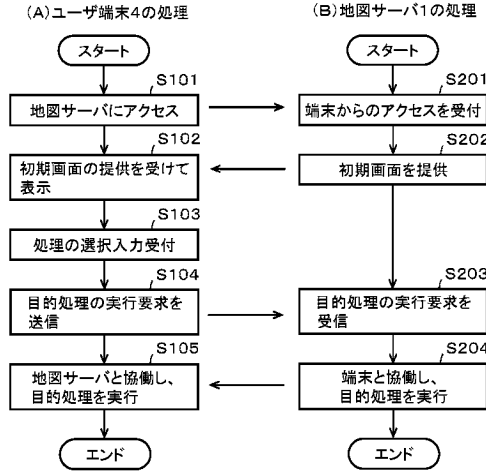 (A)ユーザ端末4の処理
スタート
S101
地図サーバにアクセス
S102
初期画面の提供を受けて
表示
S103
処理の選択入力受付
S104
目的処理の実行要求を
送信
S105
地図サーバと協働し、
目的処理を実行
エンド
(B)地図サーバ1の処理
スタート
S201
端末からのアクセスを受付
S202
初期画面を提供
S203
目的処理の実行要求を
受信
S204
端末と協働し、
目的処理を実行
エンド